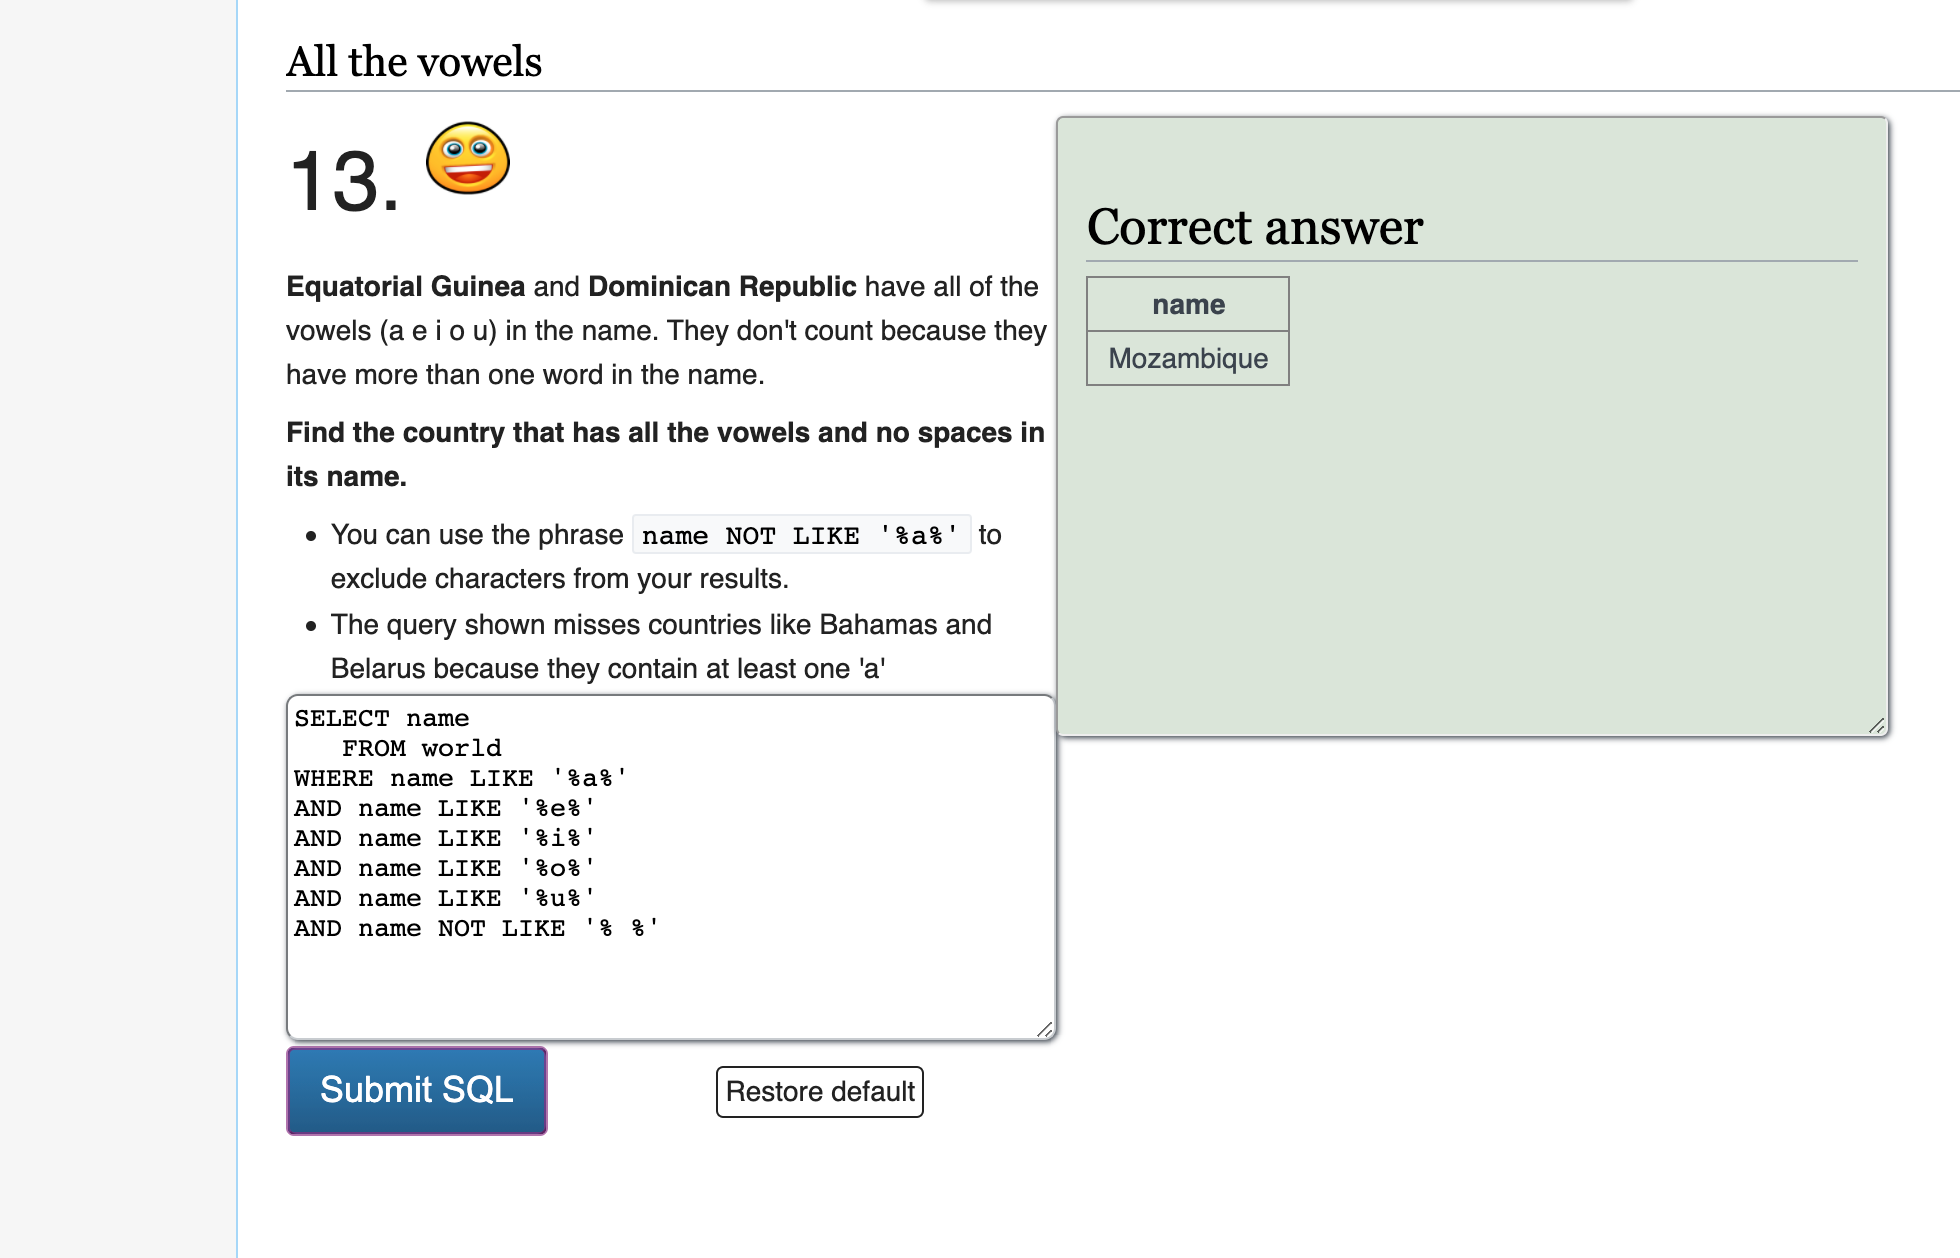 All the vowels
13.
Equatorial Guinea and Dominican Republic have all of the
vowels (a e i o u) in the name. They don't count because they
have more than one word in the name.
Find the country that has all the vowels and no spaces in
its name.
• You can use the phrase name NOT LIKE '%a%' to
exclude characters from your results.
• The query shown misses countries like Bahamas and
Belarus because they contain at least one 'a'
SELECT name
   FROM world
WHERE name LIKE '%a%'
AND name LIKE '%e%'
AND name LIKE '%i%'
AND name LIKE '%o%'
AND name LIKE '%u%'
AND name NOT LIKE '% %'
Submit SQL
Restore default
Correct answer
name
Mozambique